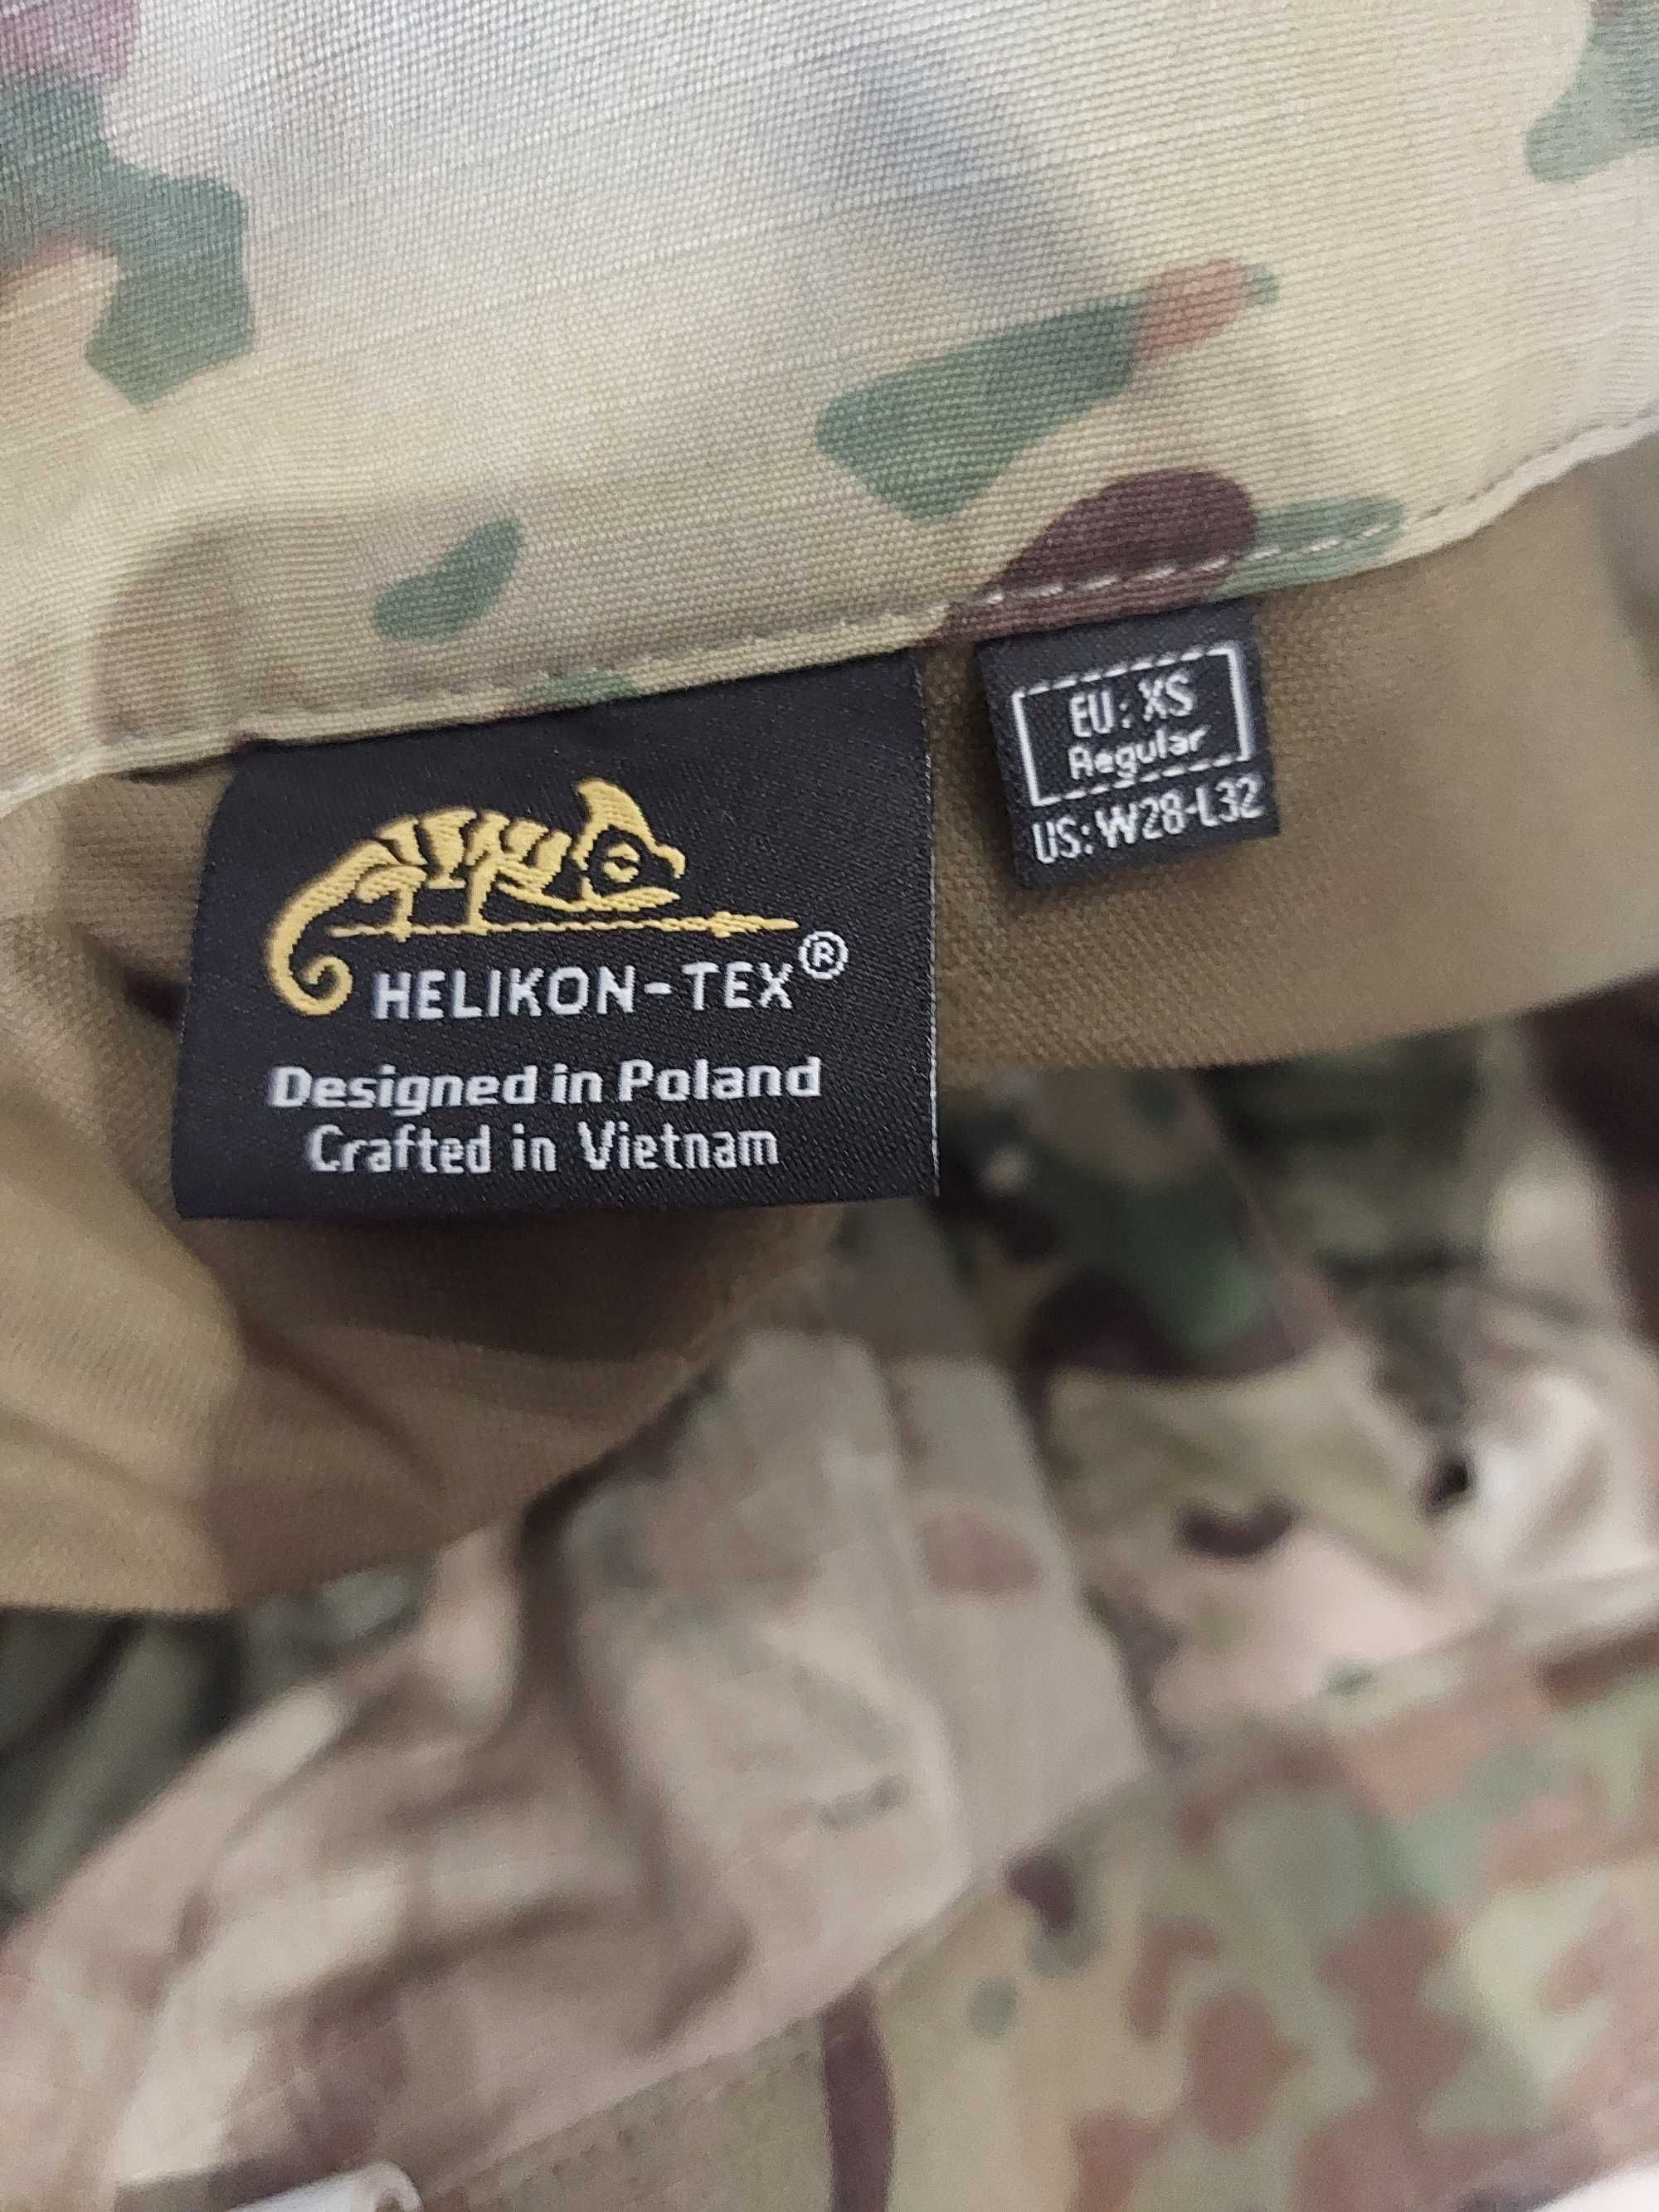 HELIKON-TEX®
Designed in Poland
Crafted in Vietnam
EU: XS
Regular
US: W28-L32